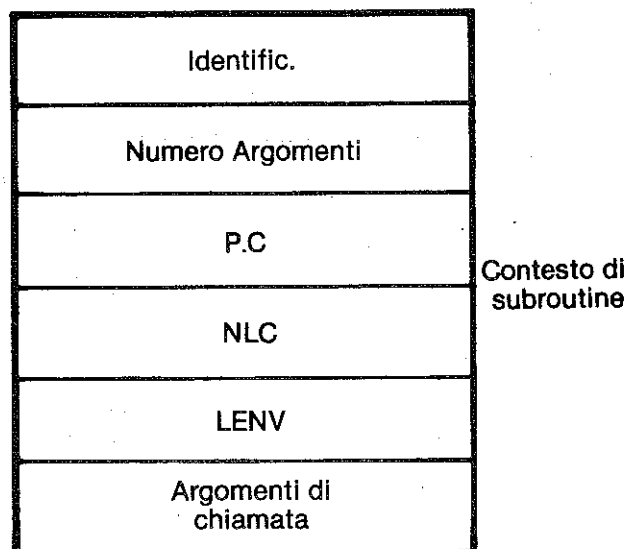 Identific.
Numero Argomenti
P.C
Contesto di
subroutine
NLC
LENV
Argomenti di
chiamata